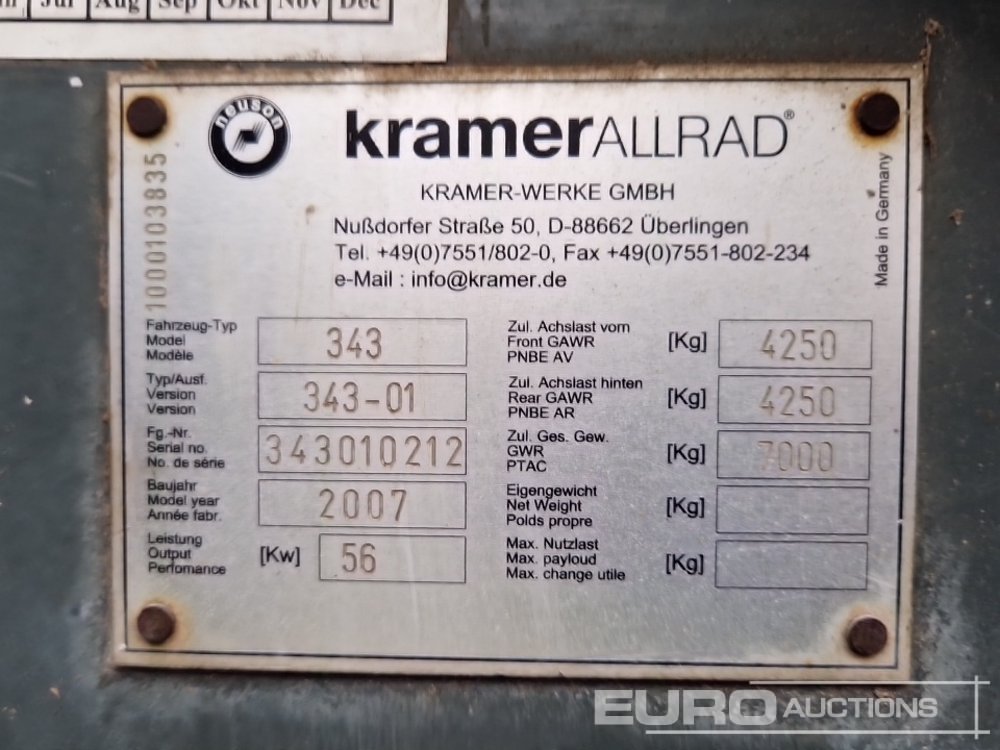 Jul Aug Sep Okt Nov Dec
neuson
kramerALLRAD®
KRAMER-WERKE GMBH
Nußdorfer Straße 50, D-88662 Überlingen
Tel. +49(0)7551/802-0, Fax +49(0)7551-802-234
e-Mail : info@kramer.de
Made in Germany
1000103835
Fahrzeug-Typ
Model
Modèle
343
Typ/Ausf.
Version
Version
343-01
Fg.-Nr.
Serial no.
No. de série
343010212
Baujahr
Model year
Année fabr.
2007
Leistung
Output
Perfomance
[Kw]
56
Zul. Achslast vorn
Front GAWR
PNBE AV
[Kg]
4250
Zul. Achslast hinten
Rear GAWR
PNBE AR
[Kg]
4250
Zul. Ges. Gew.
GWR
PTAC
[Kg]
7000
Eigengewicht
Net Weight
Polds propre
[Kg]
Max. Nutzlast
Max. payloud
Max. change utile
[Kg]
EURO AUCTIONS